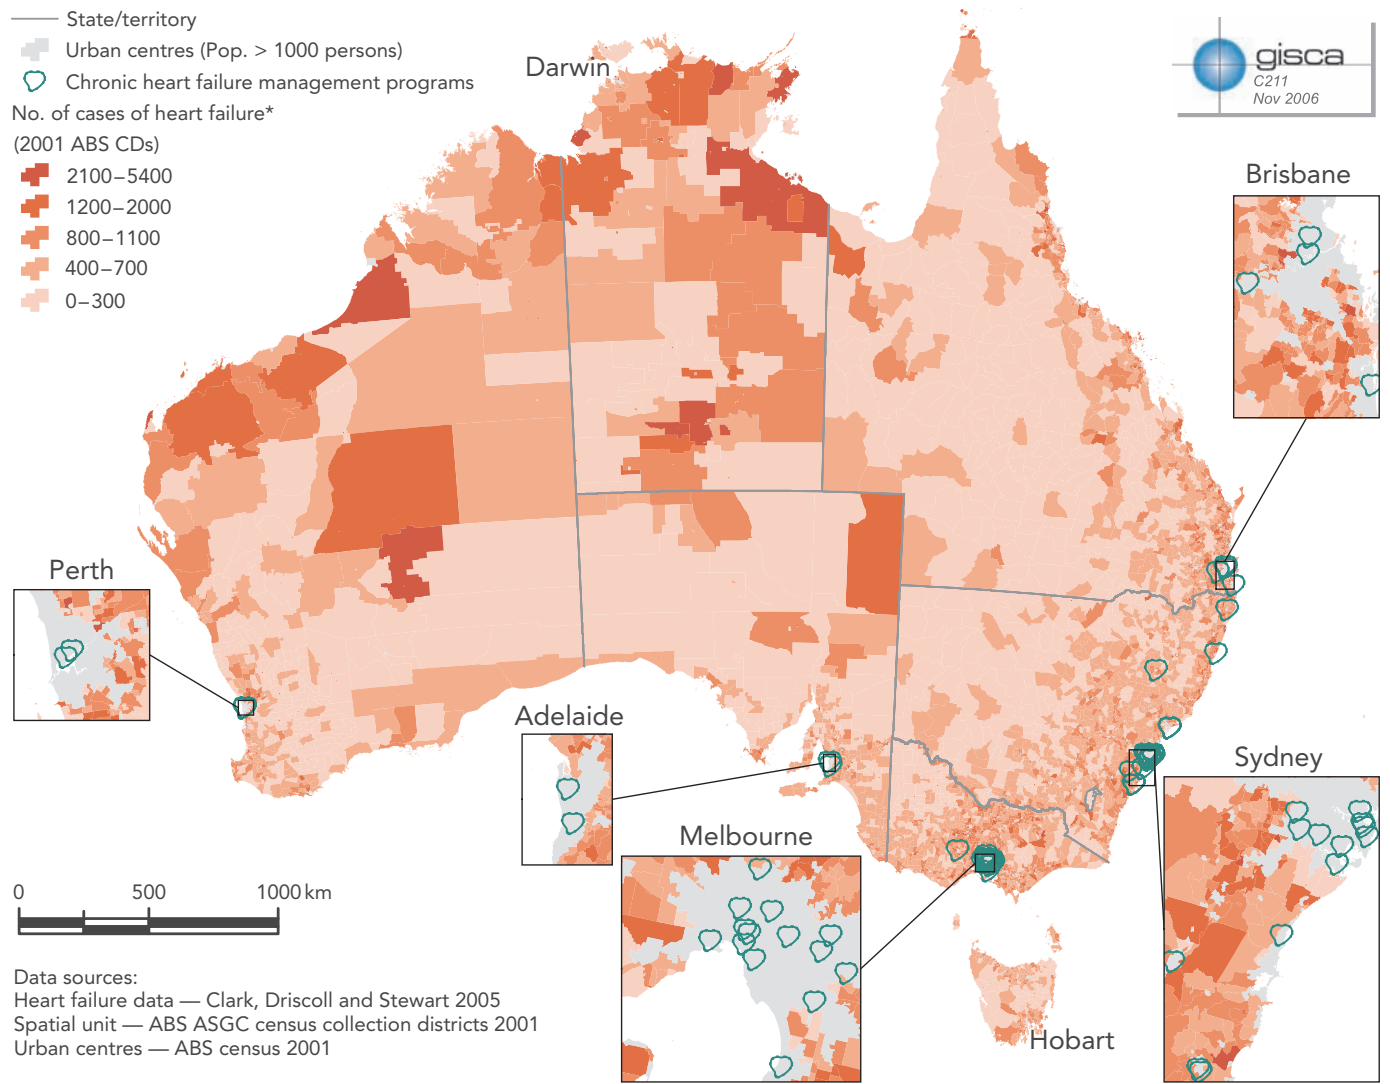 State/territory
Urban centres (Pop. > 1000 persons)
Chronic heart failure management programs
No. of cases of heart failure*
(2001 ABS CDs)
2100–5400
1200–2000
800–1100
400–700
0–300
Darwin
gisca
C211
Nov 2006
Brisbane
Perth
Adelaide
Melbourne
Sydney
Hobart
0 500 1000 km
Data sources:
Heart failure data — Clark, Driscoll and Stewart 2005
Spatial unit — ABS ASGC census collection districts 2001
Urban centres — ABS census 2001